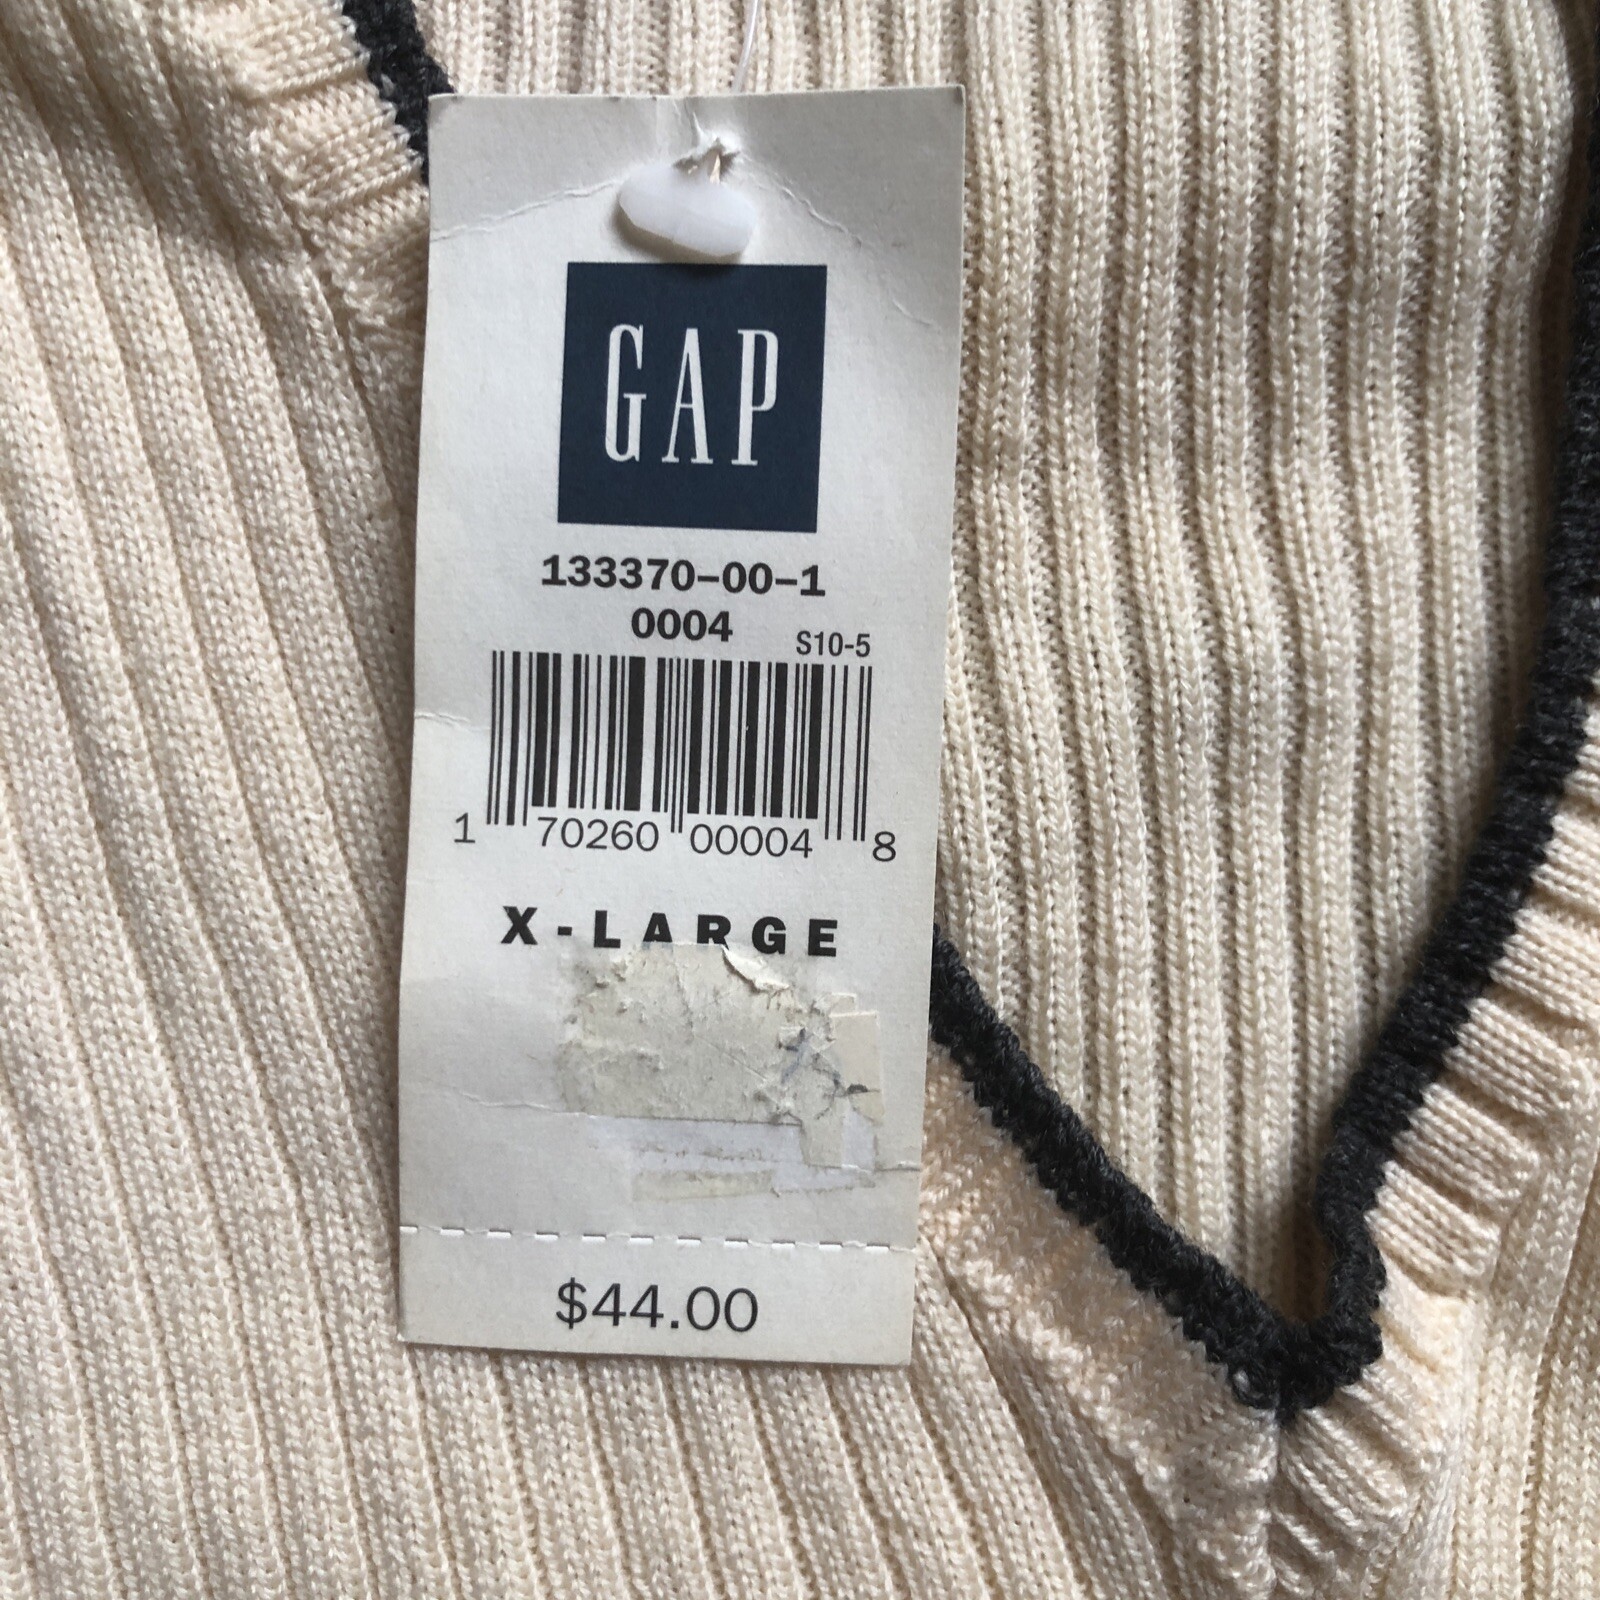 GAP
133370-00-1
0004
S10-5
1 70260 00004 8
X-LARGE
$44.00